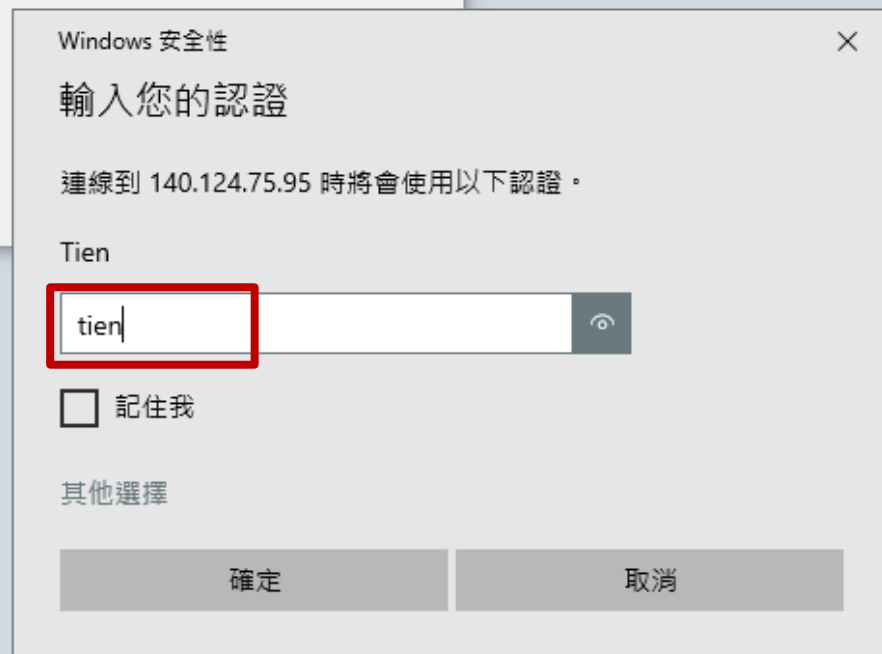 Windows 安全性
輸入您的認證
連線到 140.124.75.95 時將會使用以下認證。
Tien
tien
記住我
其他選擇
確定
取消